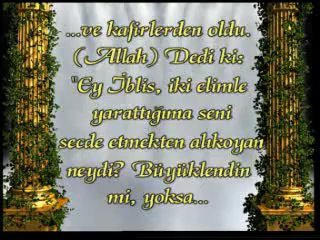 ...ve kafirlerden oldu.
(Allah) Dedi ki:
"Ey İblis, iki elimle
yarattığıma seni
secde etmekten alıkoyan
neydi? Büyüklendin
mi, yoksa...